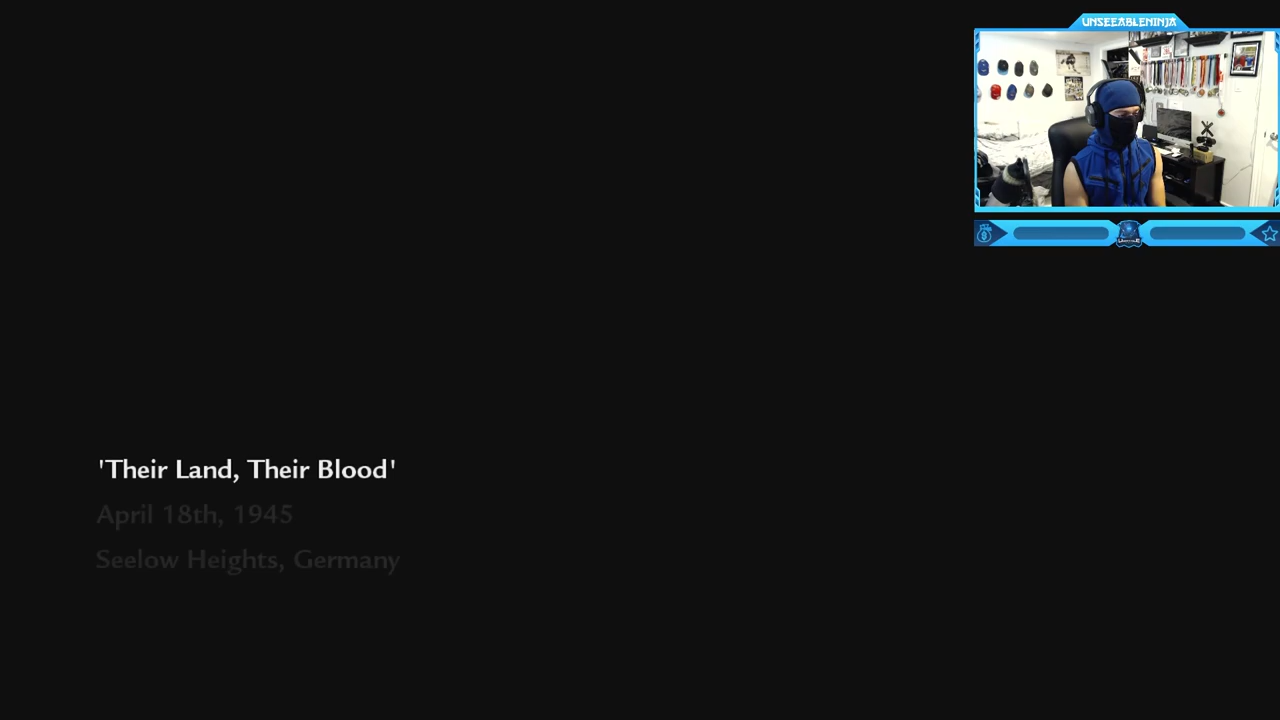 UNSEEABLENINJA
'Their Land, Their Blood'
April 18th, 1945
Seelow Heights, Germany